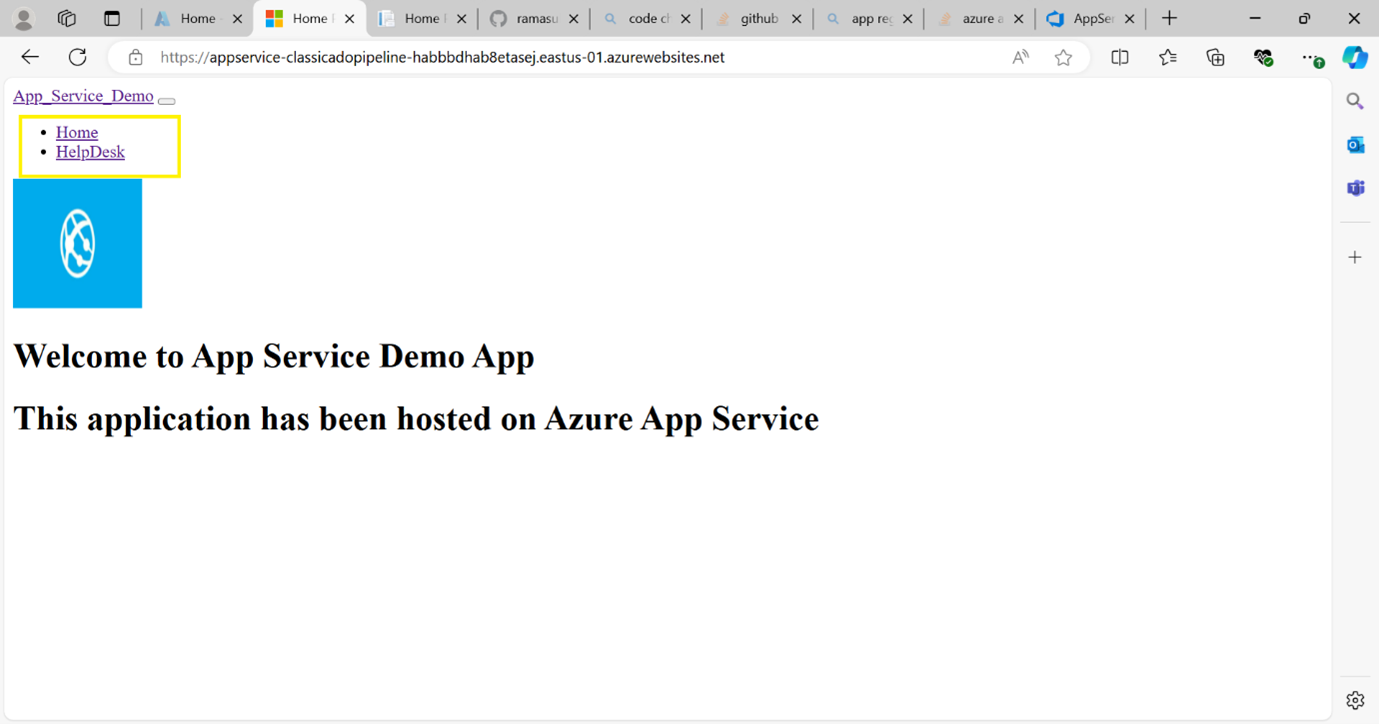 Home
Home P
Home P
ramasu
code ch
github
app reg
azure a
AppSer
https://appservice-classicadopipeline-habbbdhab8etasej.eastus-01.azurewebsites.net
App_Service_Demo
Home
HelpDesk
Welcome to App Service Demo App
This application has been hosted on Azure App Service